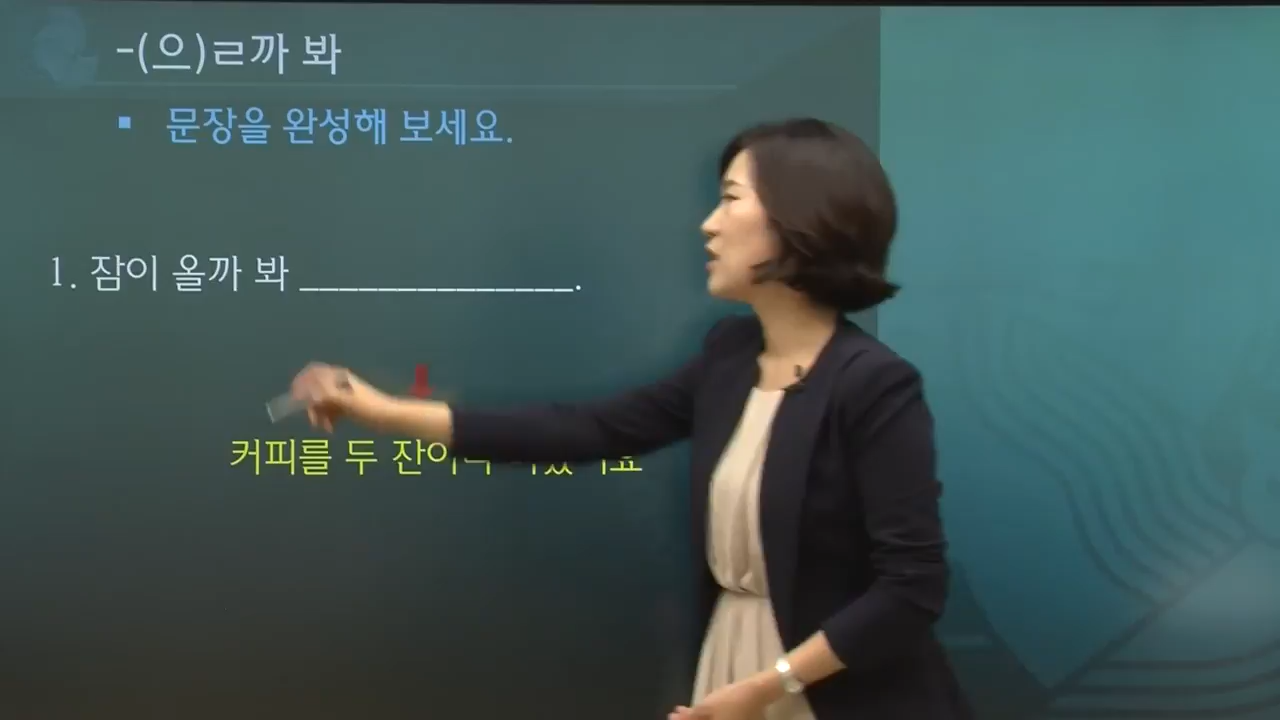 -(으)ㄹ까 봐
▪ 문장을 완성해 보세요.
1. 잠이 올까 봐 ______________.
커피를 두